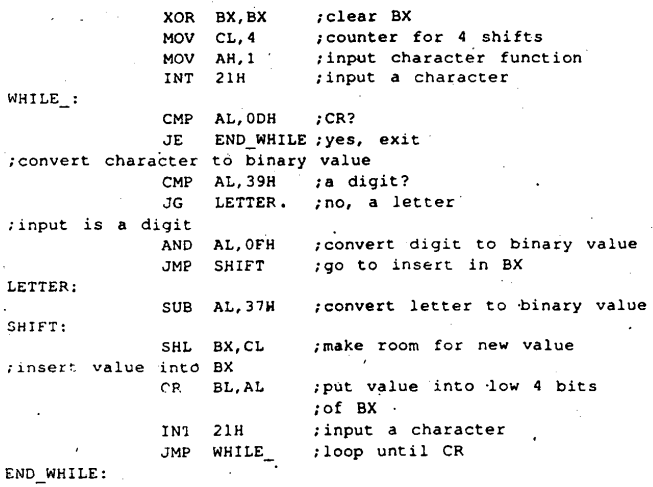 XOR BX,BX ;clear BX
MOV CL,4 ;counter for 4 shifts
MOV AH,1 ;input character function
INT 21H ;input a character
WHILE_:
CMP AL,0DH ;CR?
JE END_WHILE ;yes, exit
;convert character to binary value
CMP AL,39H ;a digit?
JG LETTER. ;no, a letter
;input is a digit
AND AL,0FH ;convert digit to binary value
JMP SHIFT ;go to insert in BX
LETTER:
SUB AL,37H ;convert letter to binary value
SHIFT:
SHL BX,CL ;make room for new value
;insert value into BX
OR BL,AL ;put value into low 4 bits
;of BX
INT 21H ;input a character
JMP WHILE_ ;loop until CR
END_WHILE: